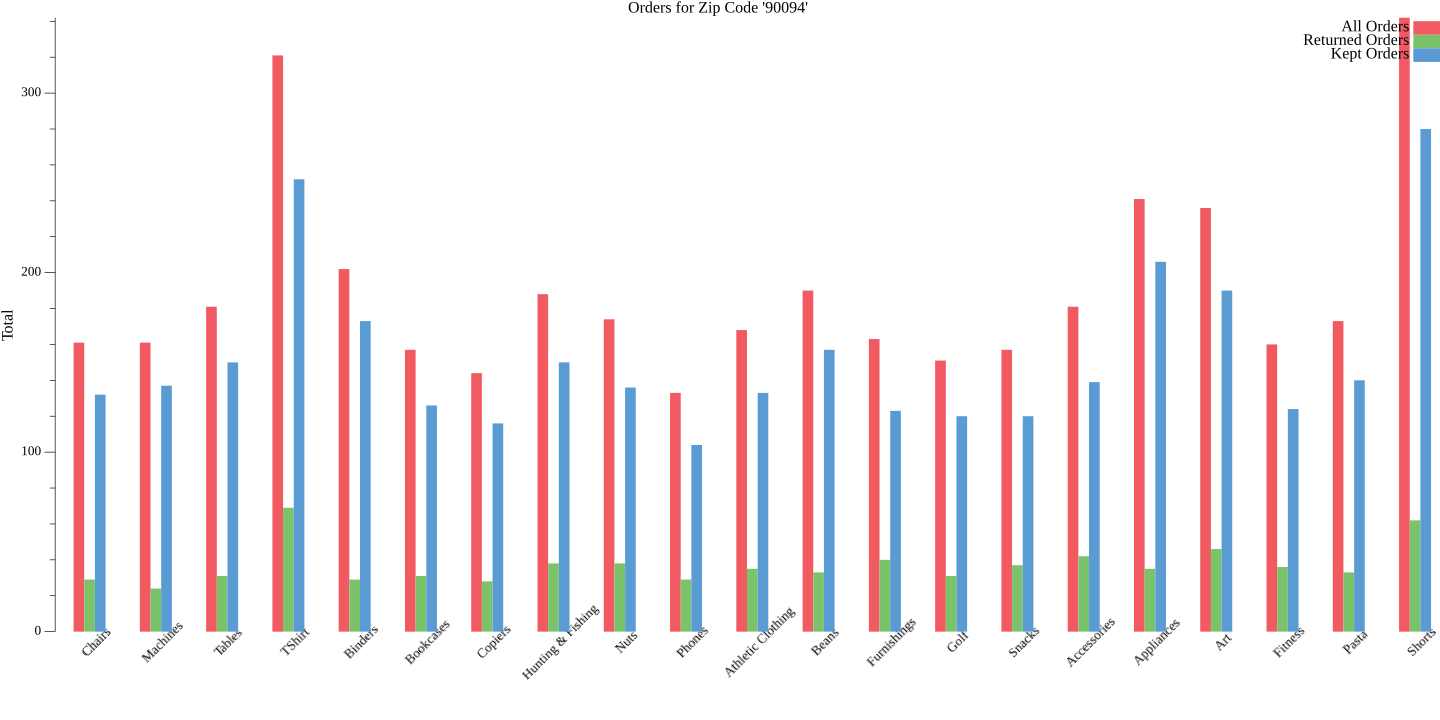 Orders for Zip Code '90094'
All Orders
Returned Orders
Kept Orders
Total
300
200
100
0
Chairs
Machines
Tables
TShirt
Binders
Bookcases
Copiers
Hunting & Fishing
Nuts
Phones
Athletic Clothing
Beans
Furnishings
Golf
Snacks
Accessories
Appliances
Art
Fitness
Pasta
Shorts